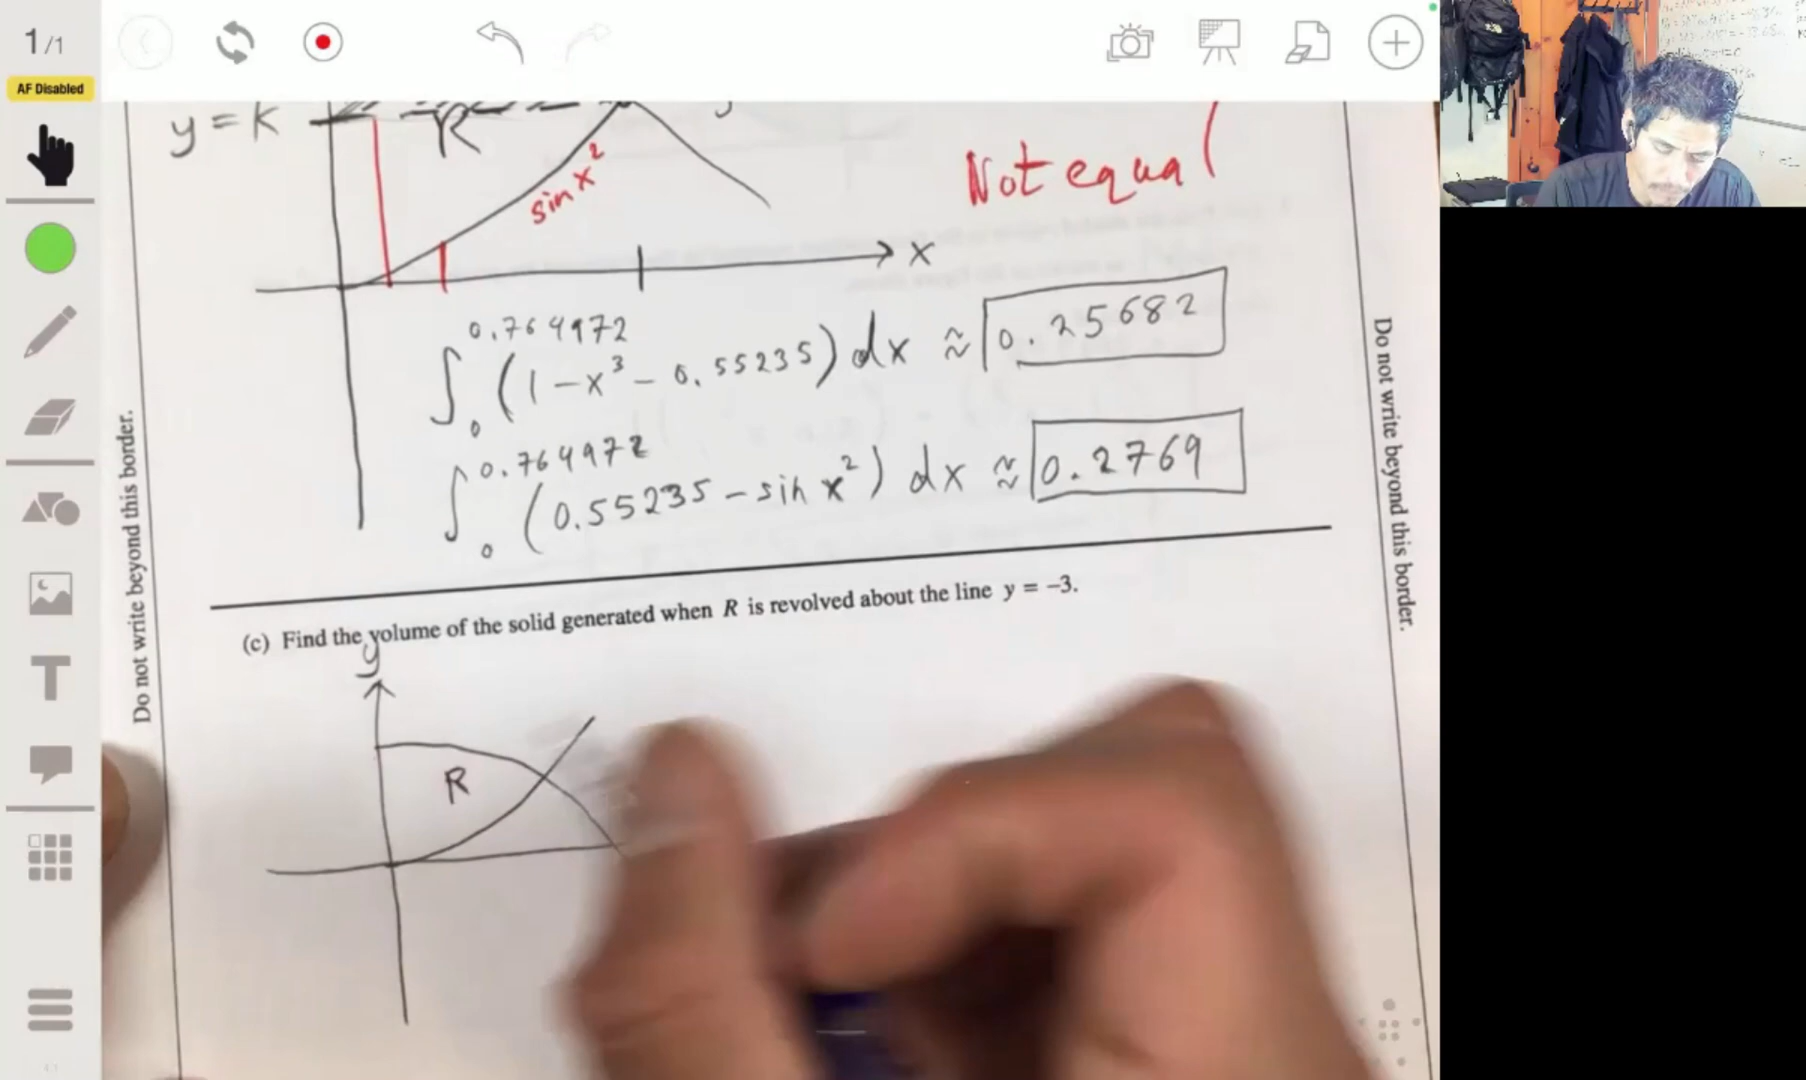 1/1
AF Disabled
y = K
R
sin x²
Not equal
x
∫₀^0.764972 (1 - x³ - 0.55235) dx ≈ 0.25682
∫₀^0.764972 (0.55235 - sin x²) dx ≈ 0.2769
(c) Find the volume of the solid generated when R is revolved about the line y = –3.
y
R
Do not write beyond this border.
Do not write beyond this border.
T